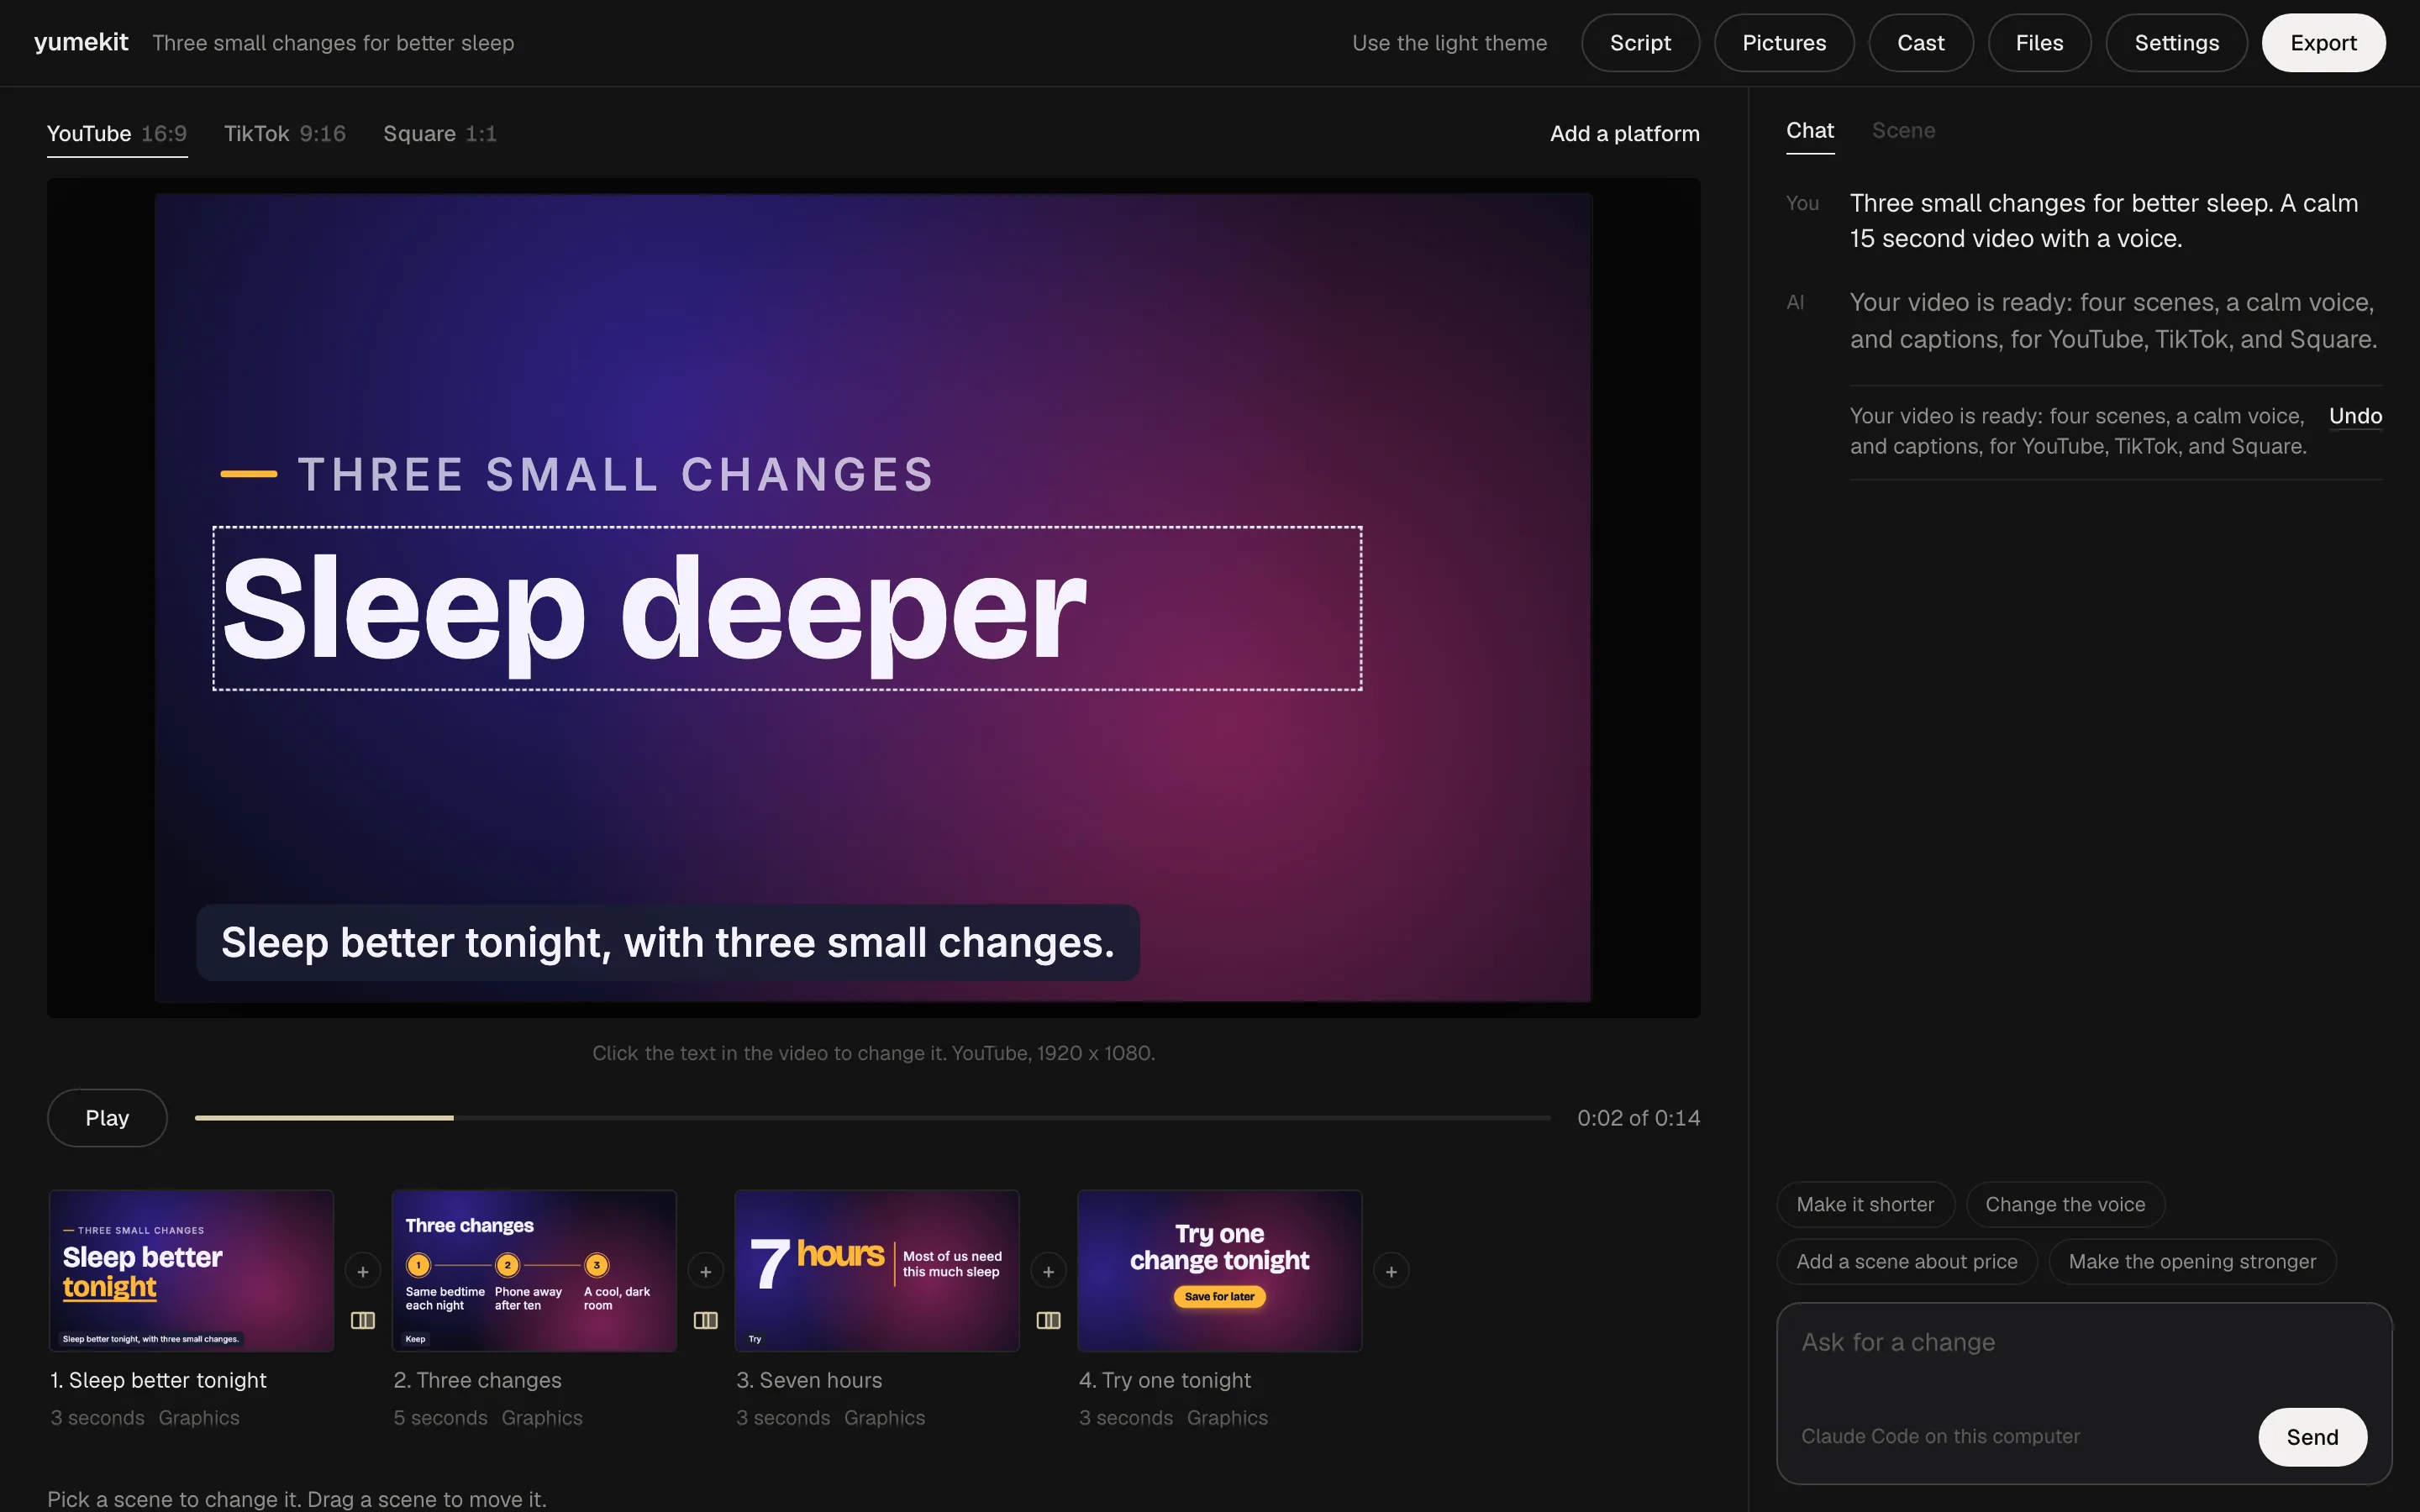 yumekit
Three small changes for better sleep
Use the light theme
Script
Pictures
Cast
Files
Settings
Export
YouTube 16:9
TikTok 9:16
Square 1:1
Add a platform
THREE SMALL CHANGES
Sleep deeper
Sleep better tonight, with three small changes.
Click the text in the video to change it. YouTube, 1920 x 1080.
Play
0:02 of 0:14
THREE SMALL CHANGES
Sleep better
tonight
Sleep better tonight, with three small changes.
1. Sleep better tonight
3 seconds Graphics
+
Three changes
1
2
3
Same bedtime
each night
Phone away
after ten
A cool, dark
room
Keep
2. Three changes
5 seconds Graphics
+
7 hours
Most of us need
this much sleep
Try
3. Seven hours
3 seconds Graphics
+
Try one
change tonight
Save for later
4. Try one tonight
3 seconds Graphics
+
Pick a scene to change it. Drag a scene to move it.
Chat
Scene
You
Three small changes for better sleep. A calm
15 second video with a voice.
AI
Your video is ready: four scenes, a calm voice,
and captions, for YouTube, TikTok, and Square.
Your video is ready: four scenes, a calm voice,
and captions, for YouTube, TikTok, and Square.
Undo
Make it shorter
Change the voice
Add a scene about price
Make the opening stronger
Ask for a change
Claude Code on this computer
Send